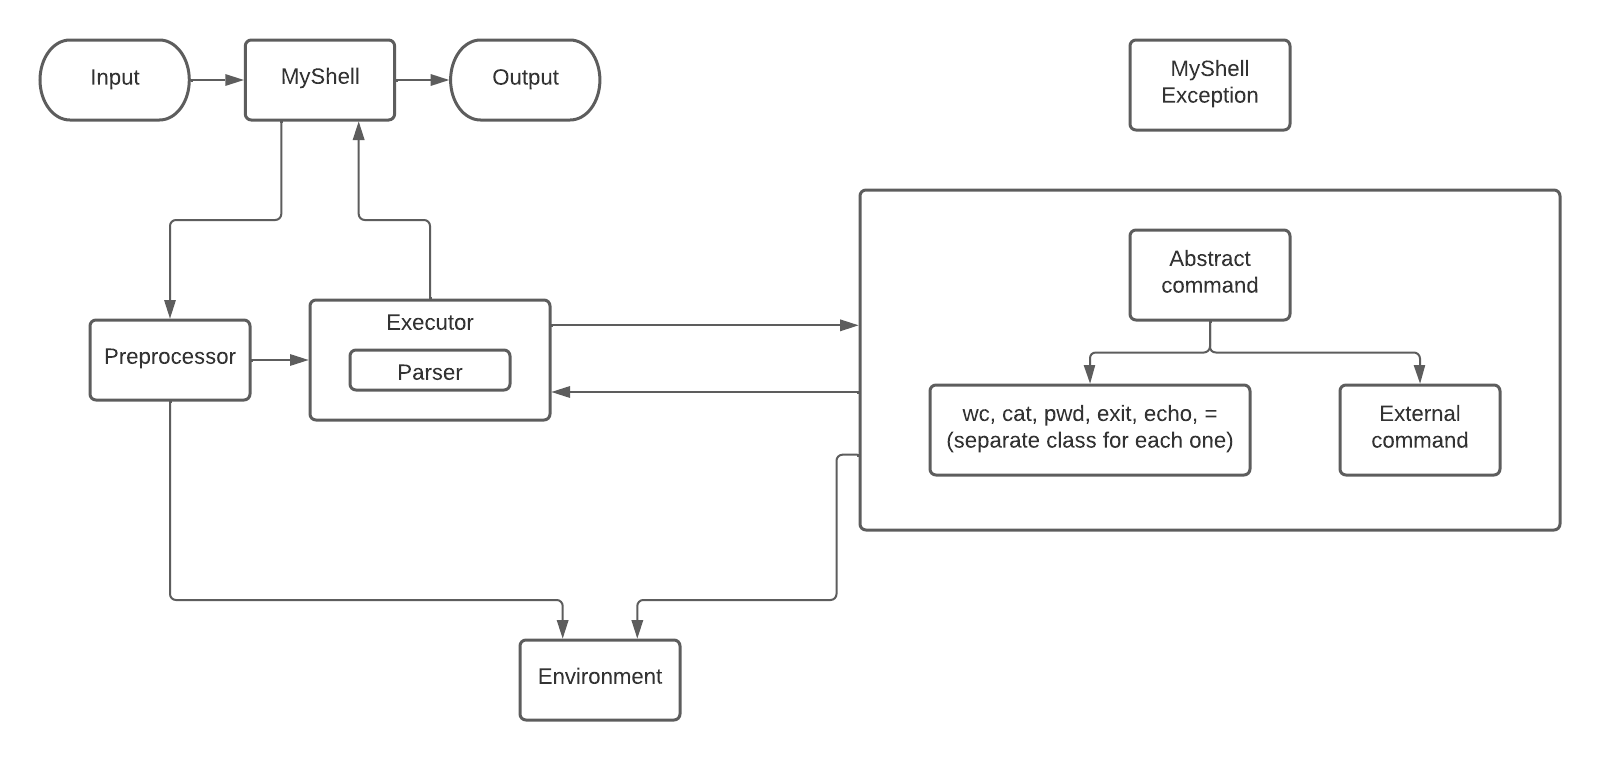 Input
MyShell
Output
MyShell
Exception
Abstract
command
Executor
Parser
Preprocessor
wc, cat, pwd, exit, echo, =
(separate class for each one)
External
command
Environment